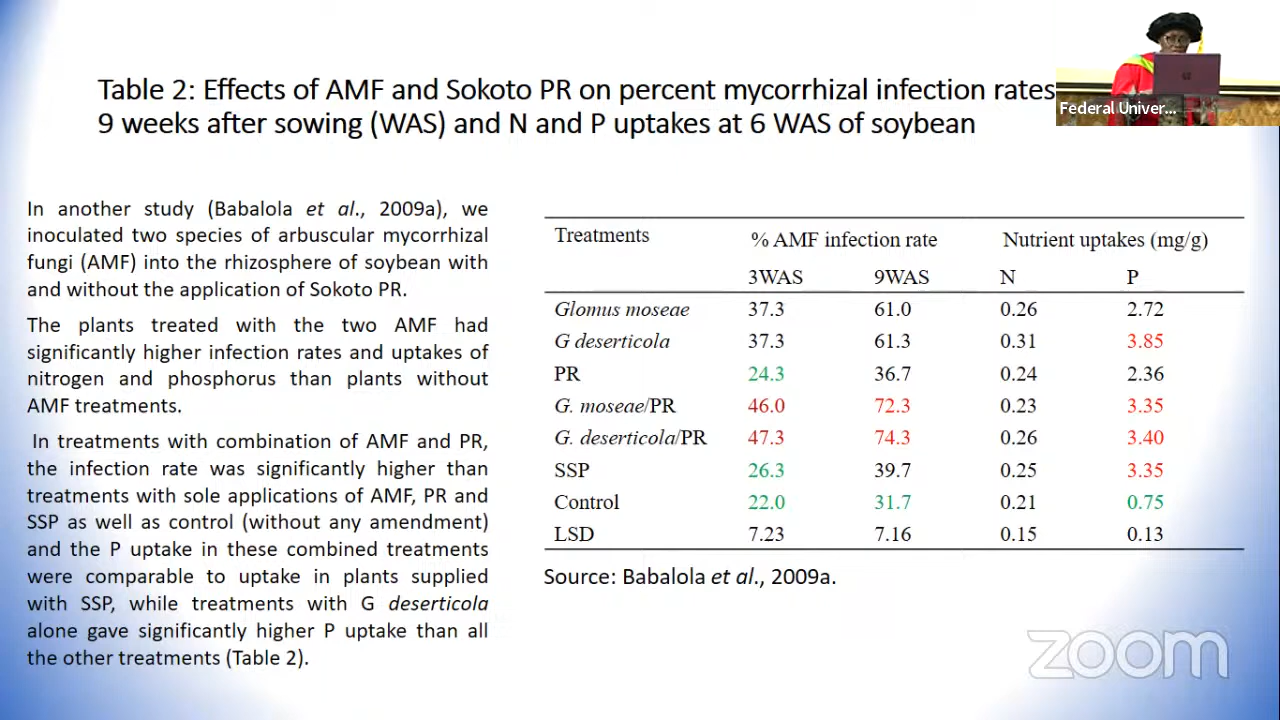 Table 2: Effects of AMF and Sokoto PR on percent mycorrhizal infection rates
9 weeks after sowing (WAS) and N and P uptakes at 6 WAS of soybean
Federal Univer...
In another study (Babalola et al., 2009a), we
inoculated two species of arbuscular mycorrhizal
fungi (AMF) into the rhizosphere of soybean with
and without the application of Sokoto PR.
The plants treated with the two AMF had
significantly higher infection rates and uptakes of
nitrogen and phosphorus than plants without
AMF treatments.
In treatments with combination of AMF and PR,
the infection rate was significantly higher than
treatments with sole applications of AMF, PR and
SSP as well as control (without any amendment)
and the P uptake in these combined treatments
were comparable to uptake in plants supplied
with SSP, while treatments with G deserticola
alone gave significantly higher P uptake than all
the other treatments (Table 2).
Treatments % AMF infection rate Nutrient uptakes (mg/g)
3WAS 9WAS N P
Glomus moseae 37.3 61.0 0.26 2.72
G deserticola 37.3 61.3 0.31 3.85
PR 24.3 36.7 0.24 2.36
G. moseae/PR 46.0 72.3 0.23 3.35
G. deserticola/PR 47.3 74.3 0.26 3.40
SSP 26.3 39.7 0.25 3.35
Control 22.0 31.7 0.21 0.75
LSD 7.23 7.16 0.15 0.13
Source: Babalola et al., 2009a.
zoom